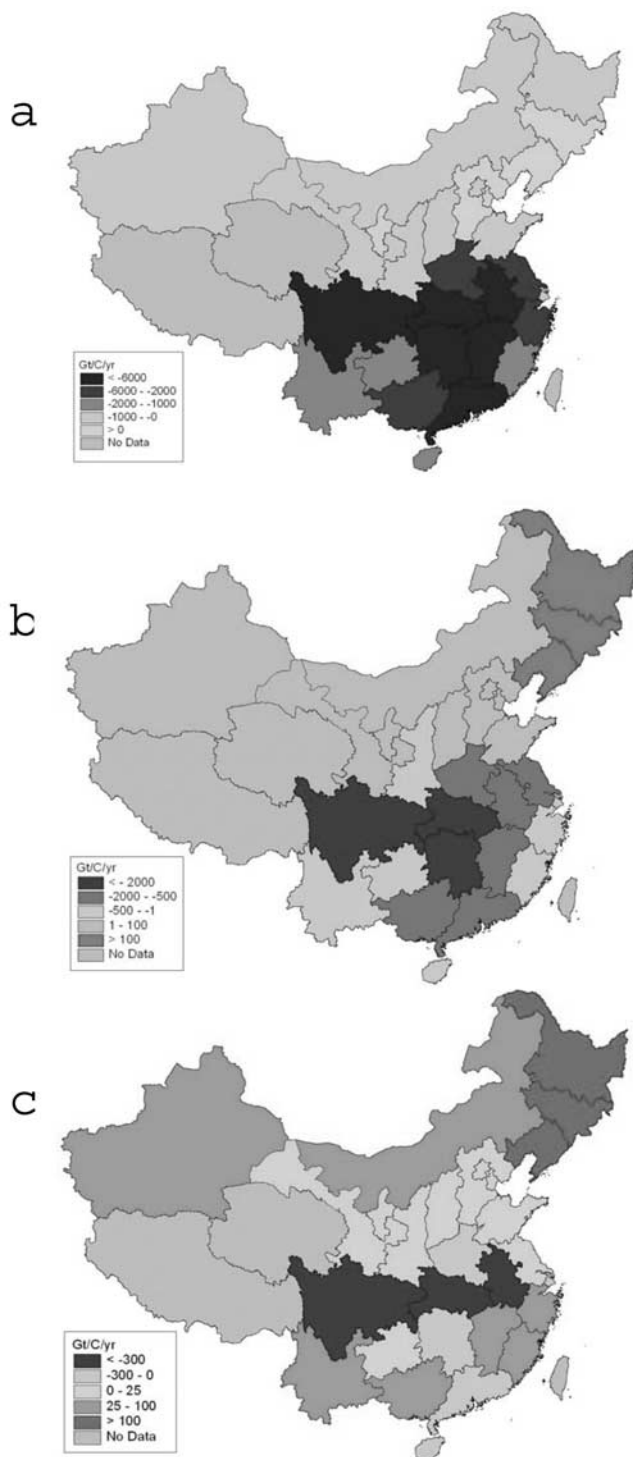 a
Gt/C/yr
< -6000
-6000 - -2000
-2000 - -1000
-1000 - -0
> 0
No Data
b
Gt/C/yr
< - 2000
-2000 - -500
-500 - -1
1 - 100
> 100
No Data
c
Gt/C/yr
< -300
-300 - 0
0 - 25
25 - 100
> 100
No Data